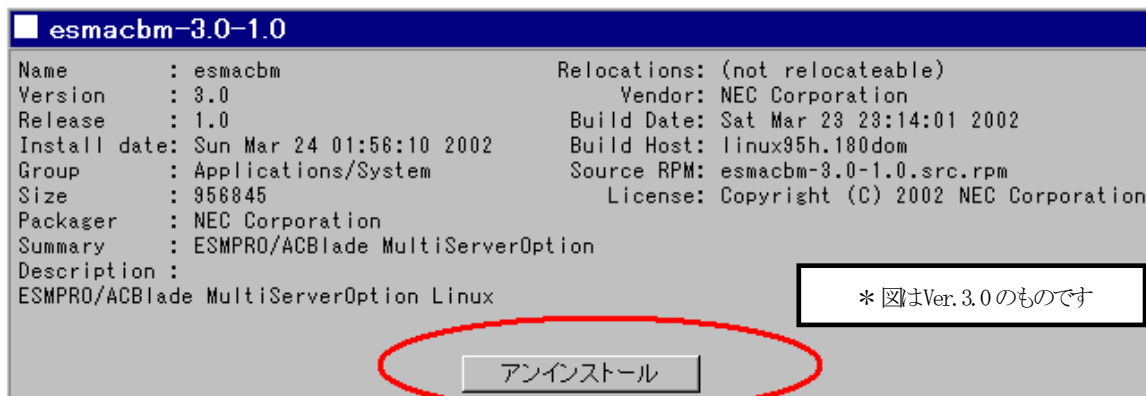 esmacbm-3.0-1.0
Name : esmacbm Relocations: (not relocateable)
Version : 3.0 Vendor: NEC Corporation
Release : 1.0 Build Date: Sat Mar 23 23:14:01 2002
Install date: Sun Mar 24 01:56:10 2002 Build Host: linux95h.180dom
Group : Applications/System Source RPM: esmacbm-3.0-1.0.src.rpm
Size : 956845 License: Copyright (C) 2002 NEC Corporation
Packager : NEC Corporation
Summary : ESMPRO/ACBlade MultiServerOption
Description :
ESMPRO/ACBlade MultiServerOption Linux
＊図はVer.3.0のものです
アンインストール